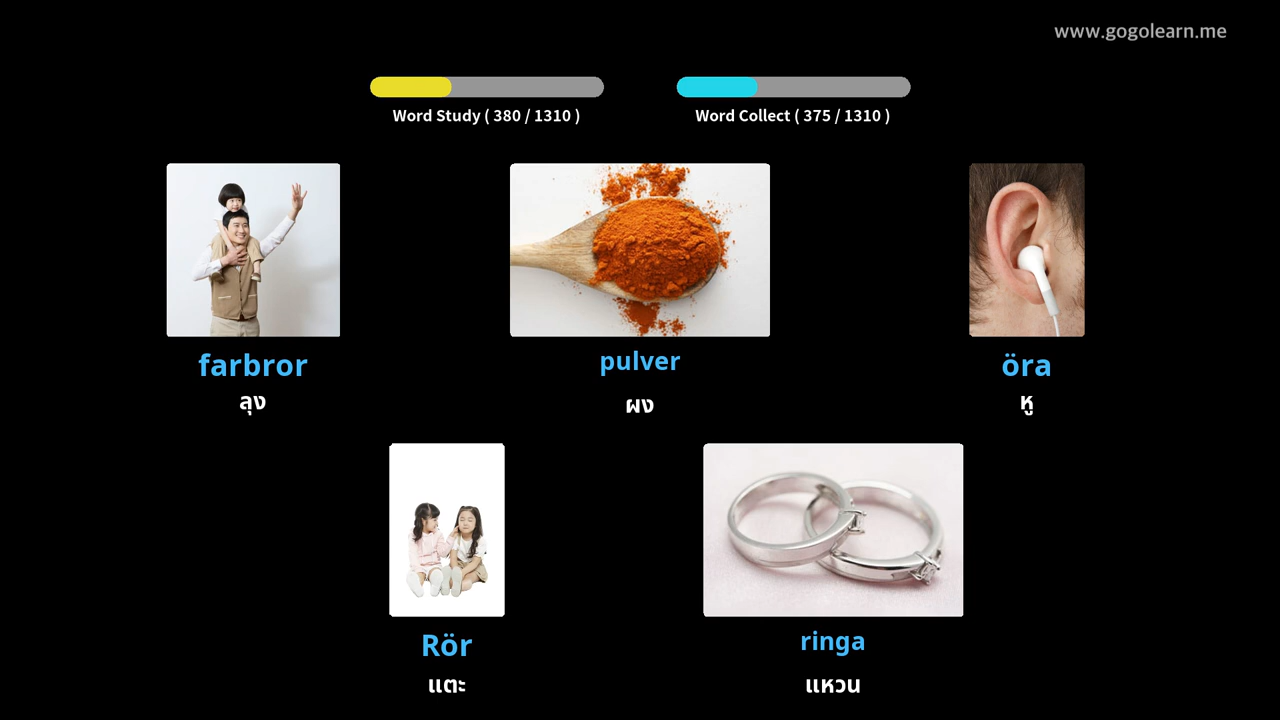 www.gogolearn.me
Word Study ( 380 / 1310 )
Word Collect ( 375 / 1310 )
farbror
ลุง
pulver
ผง
öra
หู
Rör
แตะ
ringa
แหวน